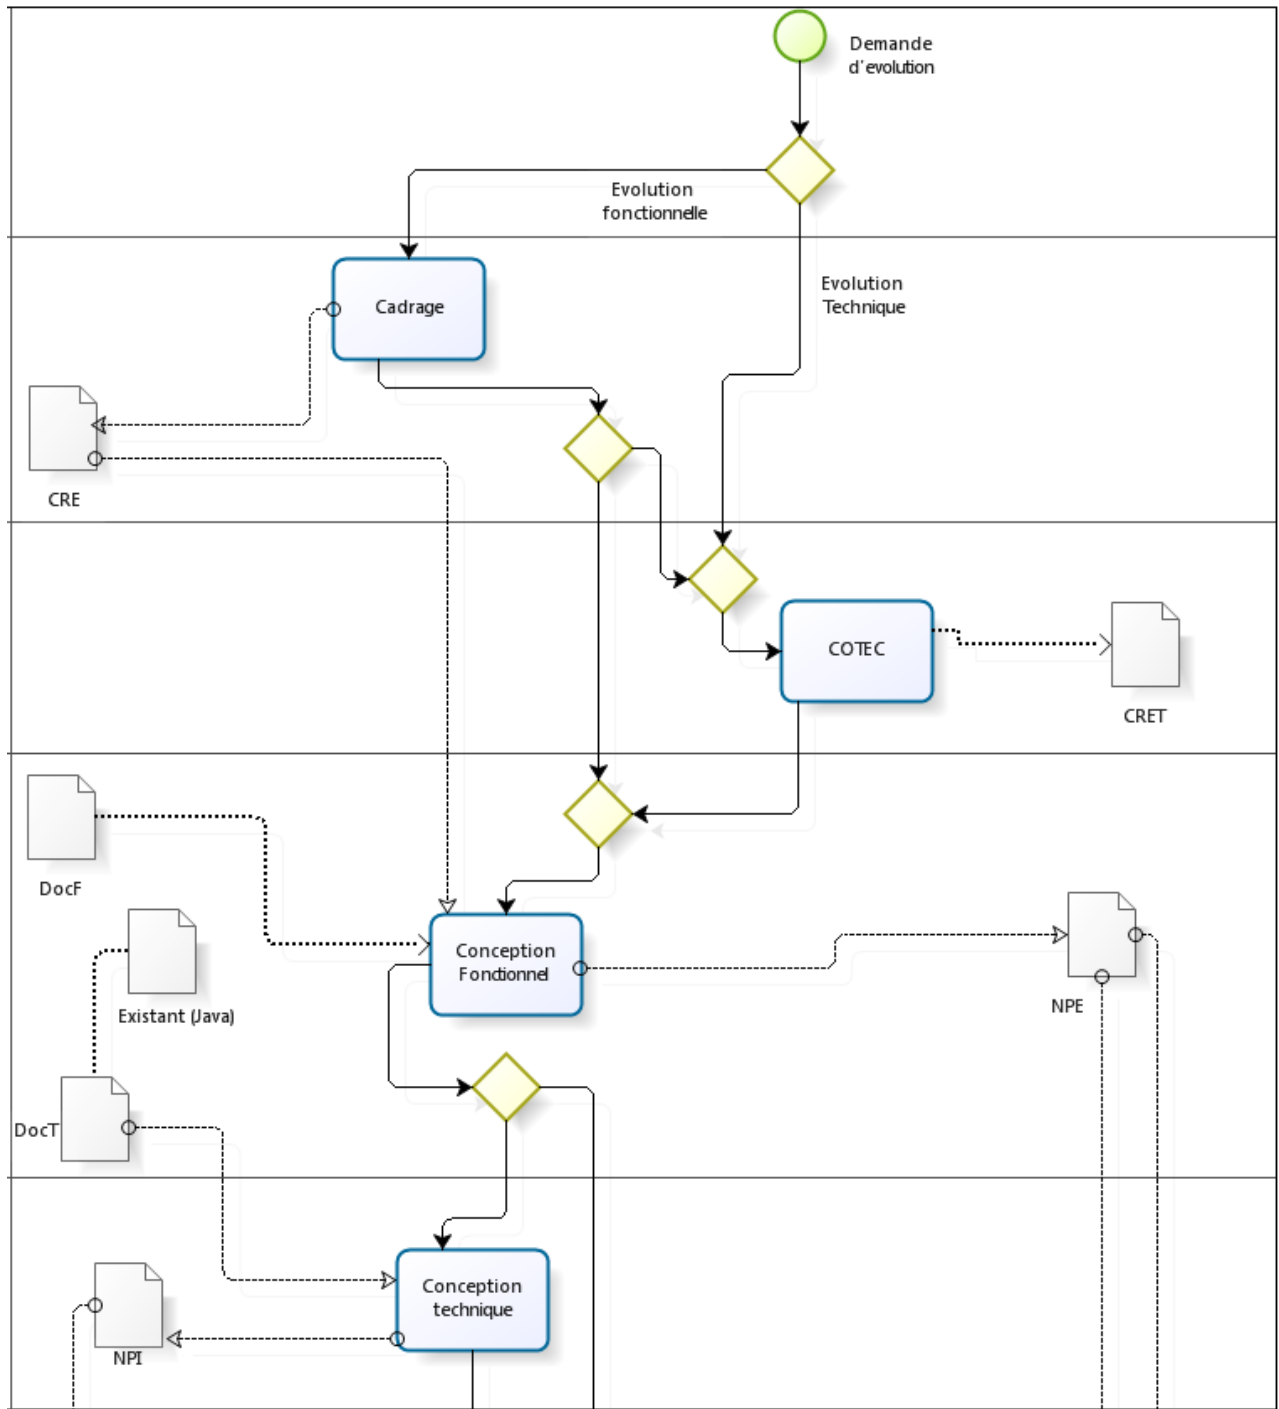 Demande
d'evolution
Evolution
fonctionnelle
Evolution
Technique
Cadrage
CRE
COTEC
CRET
DocF
Conception
Fonctionnel
Existant (Java)
NPE
DocT
Conception
technique
NPI